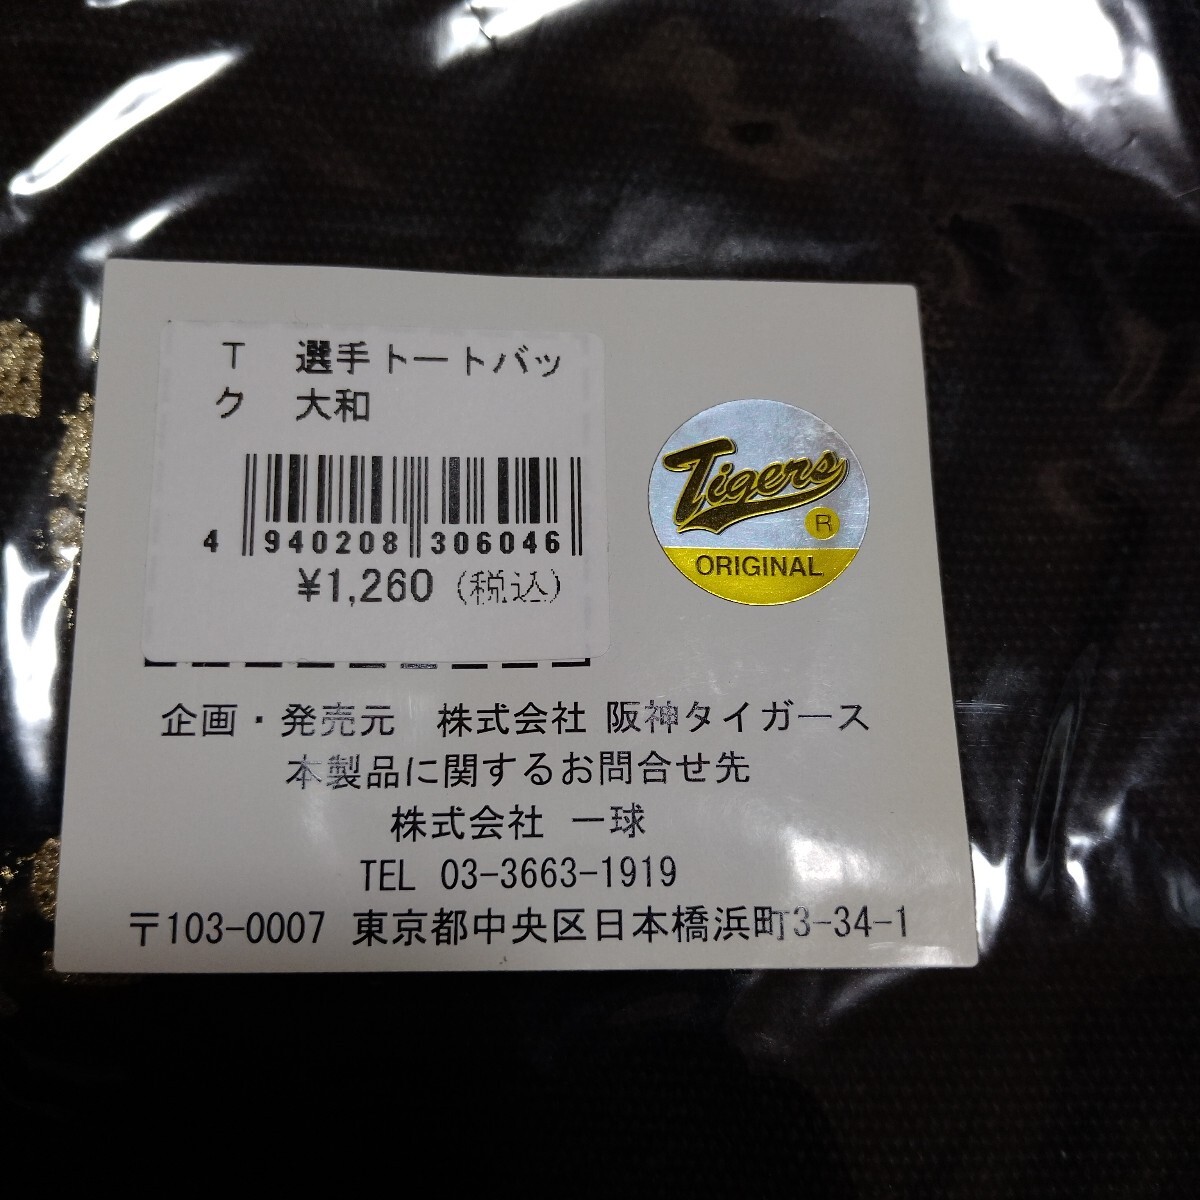 T 選手トートバッ
ク 大和
4 940208 306046
¥1,260 (税込)
Tigers
R
ORIGINAL
企画・発売元 株式会社 阪神タイガース
本製品に関するお問合せ先
株式会社 一球
TEL 03-3663-1919
〒103-0007 東京都中央区日本橋浜町3-34-1